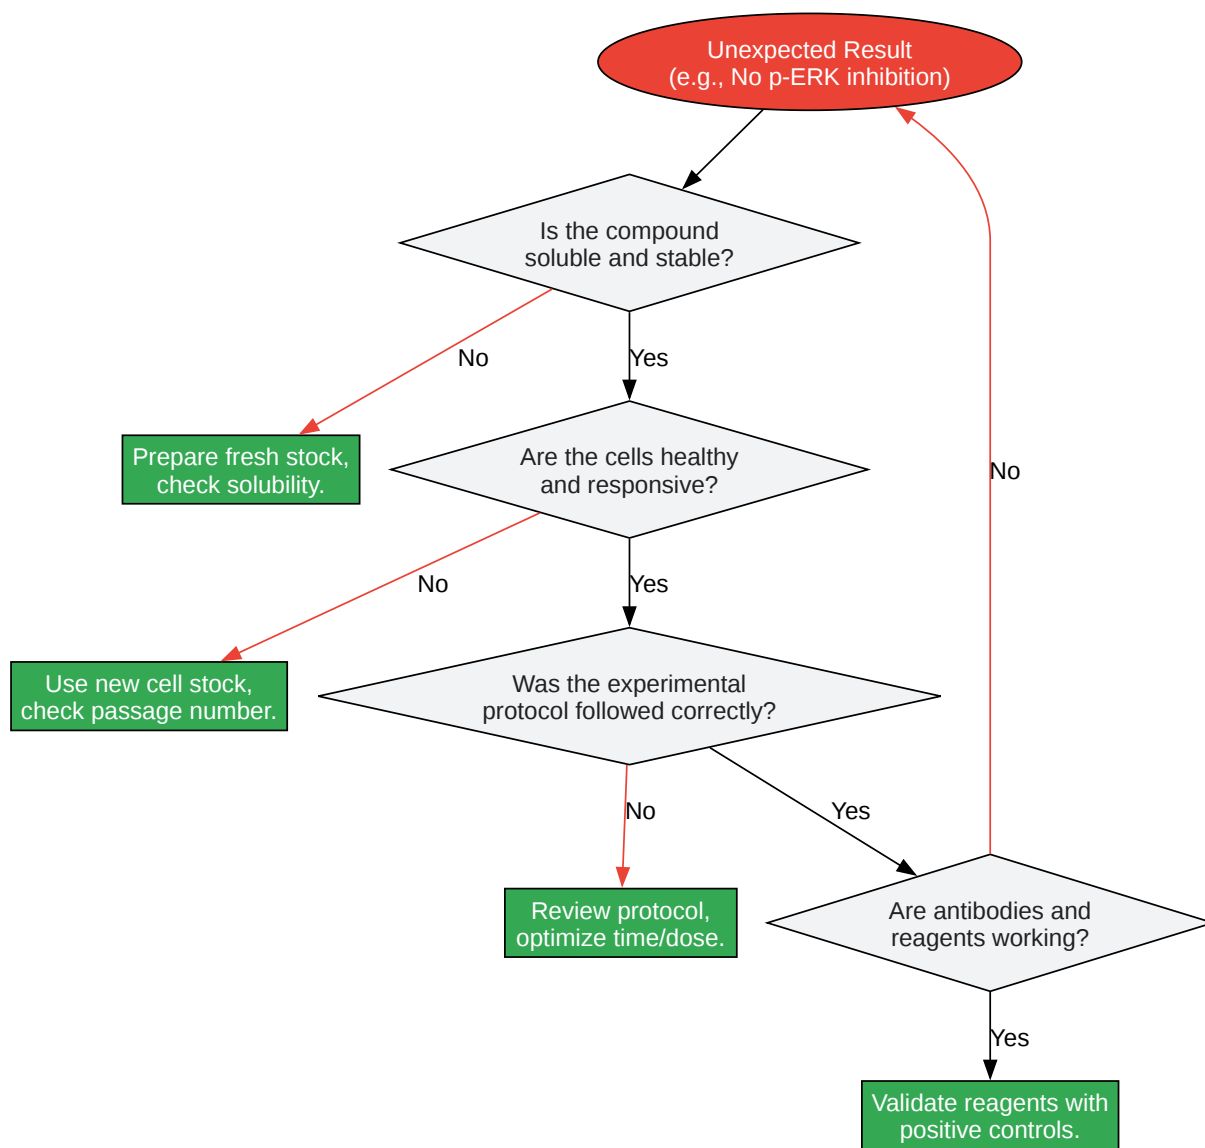 Unexpected Result
(e.g., No p-ERK inhibition)
Is the compound
soluble and stable?
No
Yes
Prepare fresh stock,
check solubility.
Are the cells healthy
and responsive?
No
No
Yes
Use new cell stock,
check passage number.
Was the experimental
protocol followed correctly?
No
Yes
Review protocol,
optimize time/dose.
Are antibodies and
reagents working?
Yes
Validate reagents with
positive controls.